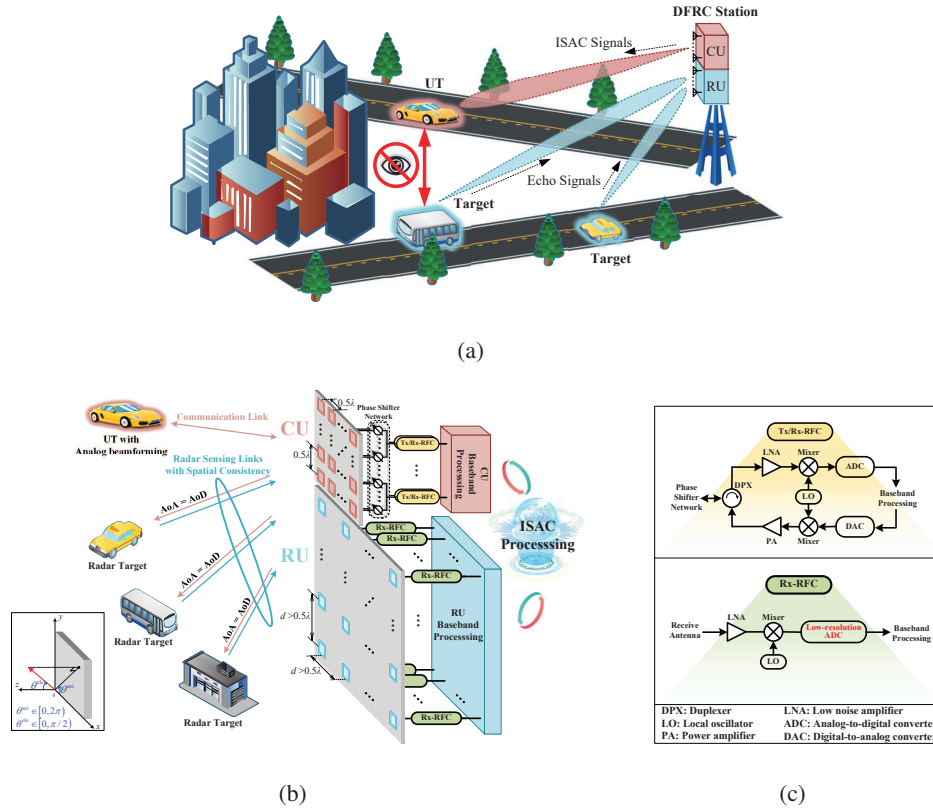 DFRC Station
ISAC Signals
CU
UT
RU
Echo Signals
Target
Target
(a)
0.5λ
Phase Shifter
Network
Communication Link
CU
UT with
Analog beamforming
Tx/Rx-RFC
0.5λ
CU
Baseband
Processing
Radar Sensing Links
with Spatial Consistency
Tx/Rx-RFC
AoA = AoD
Rx-RFC
Rx-RFC
ISAC
Processsing
RU
Radar Target
Rx-RFC
AoA = AoD
d >0.5λ
RU
Baseband
Processsing
Radar Target
AoA = AoD
d >0.5λ
Rx-RFC
Rx-RFC
Radar Target
y
z
θ^ele
θ^azi
x
θ^azi ∈ [0, 2π)
θ^ele ∈ [0, π/2)
(b)
Tx/Rx-RFC
LNA
Mixer
ADC
Phase
Shifter
Network
DPX
LO
Baseband
Processing
PA
Mixer
DAC
Rx-RFC
Receive
Antenna
LNA
Mixer
Low-resolution
ADC
Baseband
Processing
LO
DPX: Duplexer
LNA: Low noise amplifier
LO: Local oscillator
ADC: Analog-to-digital converter
PA: Power amplifier
DAC: Digital-to-analog converter
(c)